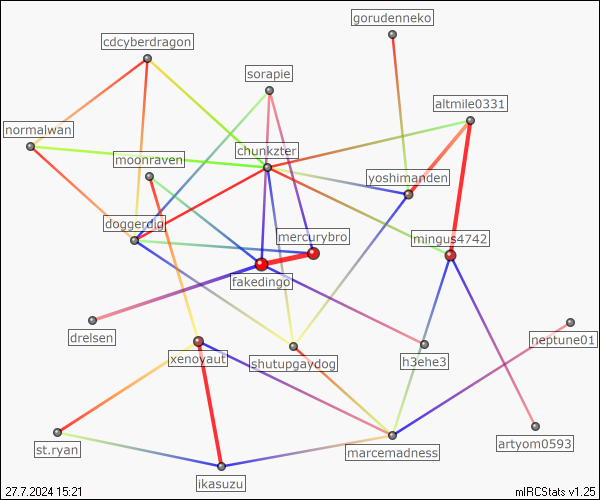 gorudenneko
cdcyberdragon
sorapie
altmile0331
normalwan
chunkzter
moonraven
yoshimanden
doggerdig
mercurybro
mingus4742
fakedingo
drelsen
neptune01
xenoyaut
shutupgaydog
h3ehe3
artyom0593
st.ryan
marcemadness
ikasuzu
27.7.2024 15:21
mIRCStats v1.25